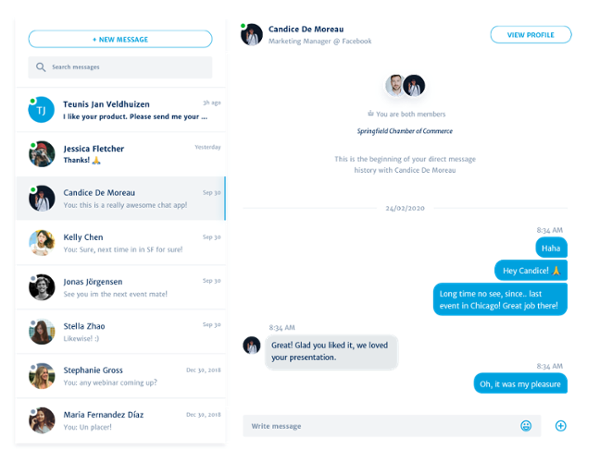 + NEW MESSAGE
Search messages
TJ
Teunis Jan Veldhuizen
3h ago
I like your product. Please send me your ...
Jessica Fletcher
Yesterday
Thanks! 🙏
Candice De Moreau
Sep 30
You: this is a really awesome chat app!
Kelly Chen
Sep 30
You: Sure, next time in in SF for sure!
Jonas Jörgensen
Sep 30
See you im the next event mate!
Stella Zhao
Sep 30
Likewise! :)
Stephanie Gross
Dec 30, 2018
You: any webinar coming up?
Maria Fernandez Díaz
Dec 30, 2018
You: Un placer!
Candice De Moreau
Marketing Manager @ Facebook
VIEW PROFILE
You are both members
Springfield Chamber of Commerce
This is the beginning of your direct message
history with Candice De Moreau
24/02/2020
8:34 AM
Haha
Hey Candice! 🙏
Long time no see, since.. last
event in Chicago! Great job there!
8:34 AM
Great! Glad you liked it, we loved
your presentation.
8:34 AM
Oh, it was my pleasure
Write message